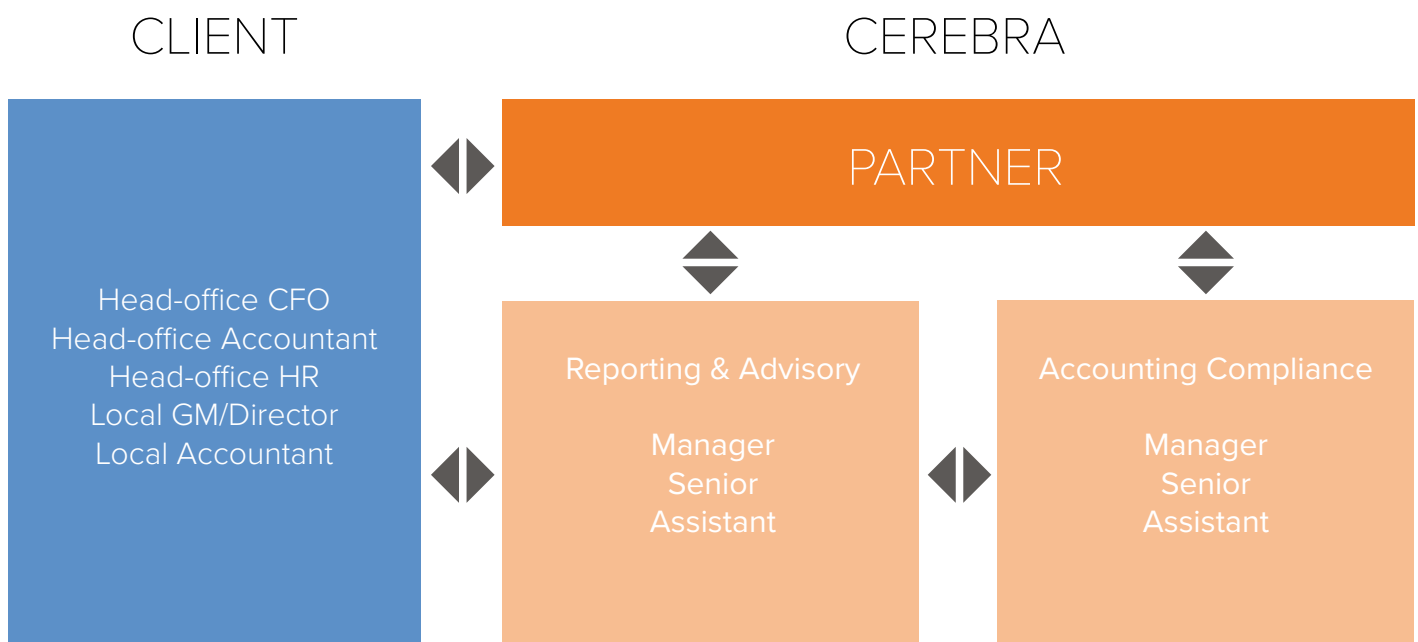 CLIENT
CEREBRA
PARTNER
Head-office CFO
Head-office Accountant
Head-office HR
Local GM/Director
Local Accountant
Reporting & Advisory
Manager
Senior
Assistant
Accounting Compliance
Manager
Senior
Assistant